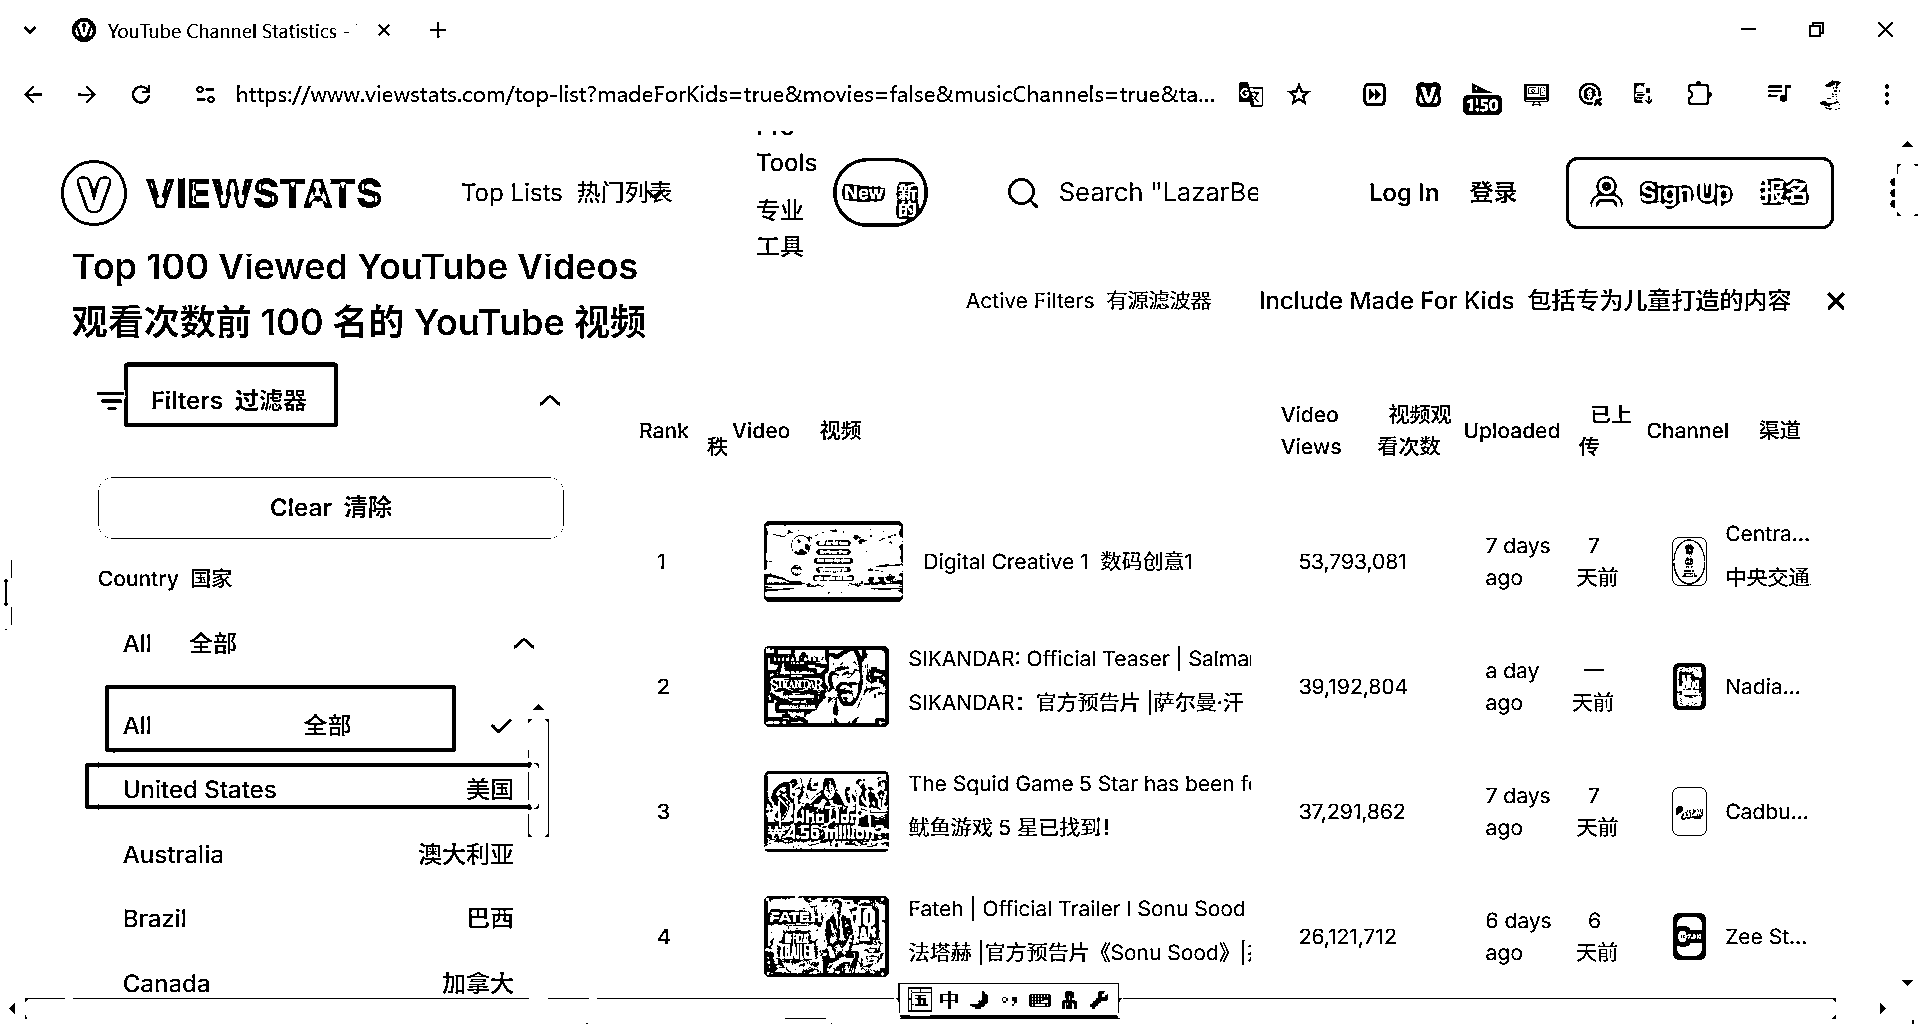 YouTube Channel Statistics -
https://www.viewstats.com/top-list?madeForKids=true&movies=false&musicChannels=true&ta...
1:50
VIEWSTATS
Top Lists 热门列表
Tools
专业
工具
New 新的
Search "LazarBe
Log In 登录
Sign Up 报名
Top 100 Viewed YouTube Videos
观看次数前 100 名的 YouTube 视频
Active Filters 有源滤波器
Include Made For Kids 包括专为儿童打造的内容
Filters 过滤器
Clear 清除
Country 国家
All 全部
All 全部
United States 美国
Australia 澳大利亚
Brazil 巴西
Canada 加拿大
Rank 秩 Video 视频 Video Views 视频观看次数 Uploaded 已上传 Channel 渠道
1 Digital Creative 1 数码创意1 53,793,081 7 days ago 7 天前 Centra... 中央交通
2 SIKANDAR: Official Teaser | Salma
SIKANDAR：官方预告片 |萨尔曼·汗
39,192,804 a day ago 一 天前 Nadia...
3 The Squid Game 5 Star has been f
鱿鱼游戏 5 星已找到！
37,291,862 7 days ago 7 天前 Cadbu...
Who Has
₩4.56 million
4 Fateh | Official Trailer I Sonu Sood
法塔赫 |官方预告片《Sonu Sood》|
26,121,712 6 days ago 6 天前 Zee St...
SIKANDAR
FATEH
TRAILER
五 中